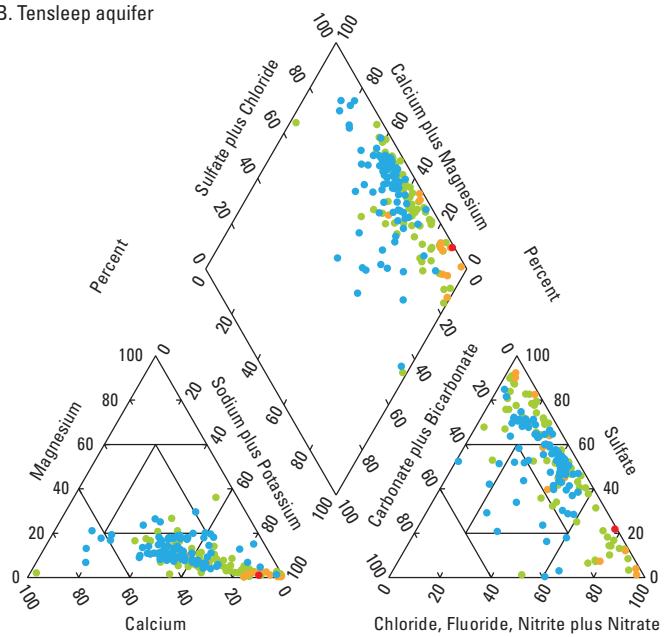 B. Tensleep aquifer
100 100
80 80
Sulfate plus Chloride
Calcium plus Magnesium
60 60
40 40
20 20
0 0
0 0
Percent
Percent
20 20
40 40
60 60
80 80
100 100
100 0
80 20
60 40
40 60
20 80
0 100
Magnesium
Sodium plus Potassium
100 80 60 40 20 0
Calcium
0 100
20 80
40 60
60 40
80 20
100 0
Carbonate plus Bicarbonate
Sulfate
0 20 40 60 80 100
Chloride, Fluoride, Nitrite plus Nitrate